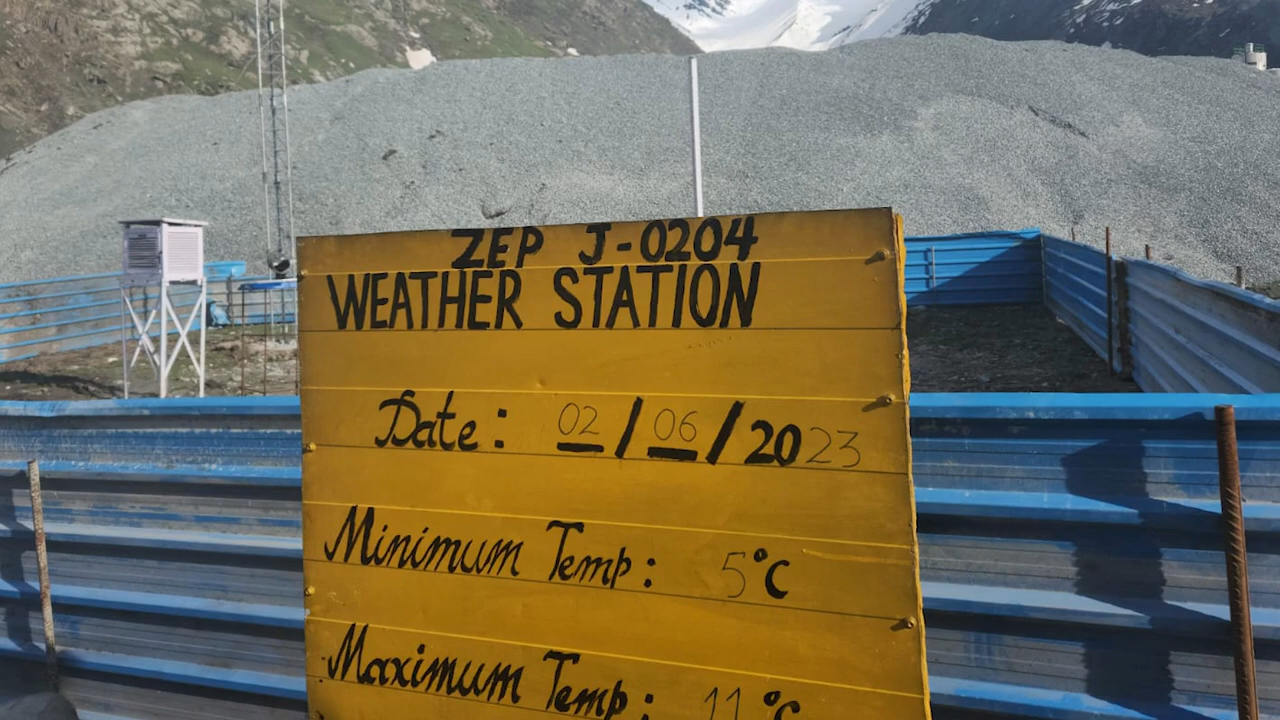 ZEP J-0204
WEATHER STATION
Date: 02/06/2023
Minimum Temp: 5°C
Maximum Temp: 11°C